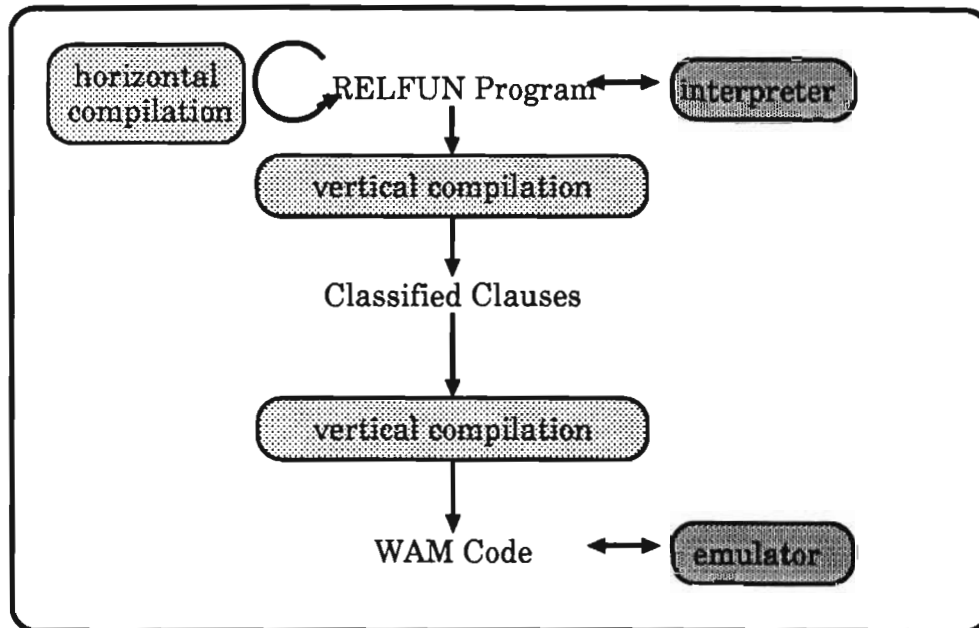 horizontal
compilation
RELFUN Program
interpreter
vertical compilation
Classified Clauses
vertical compilation
WAM Code
emulator